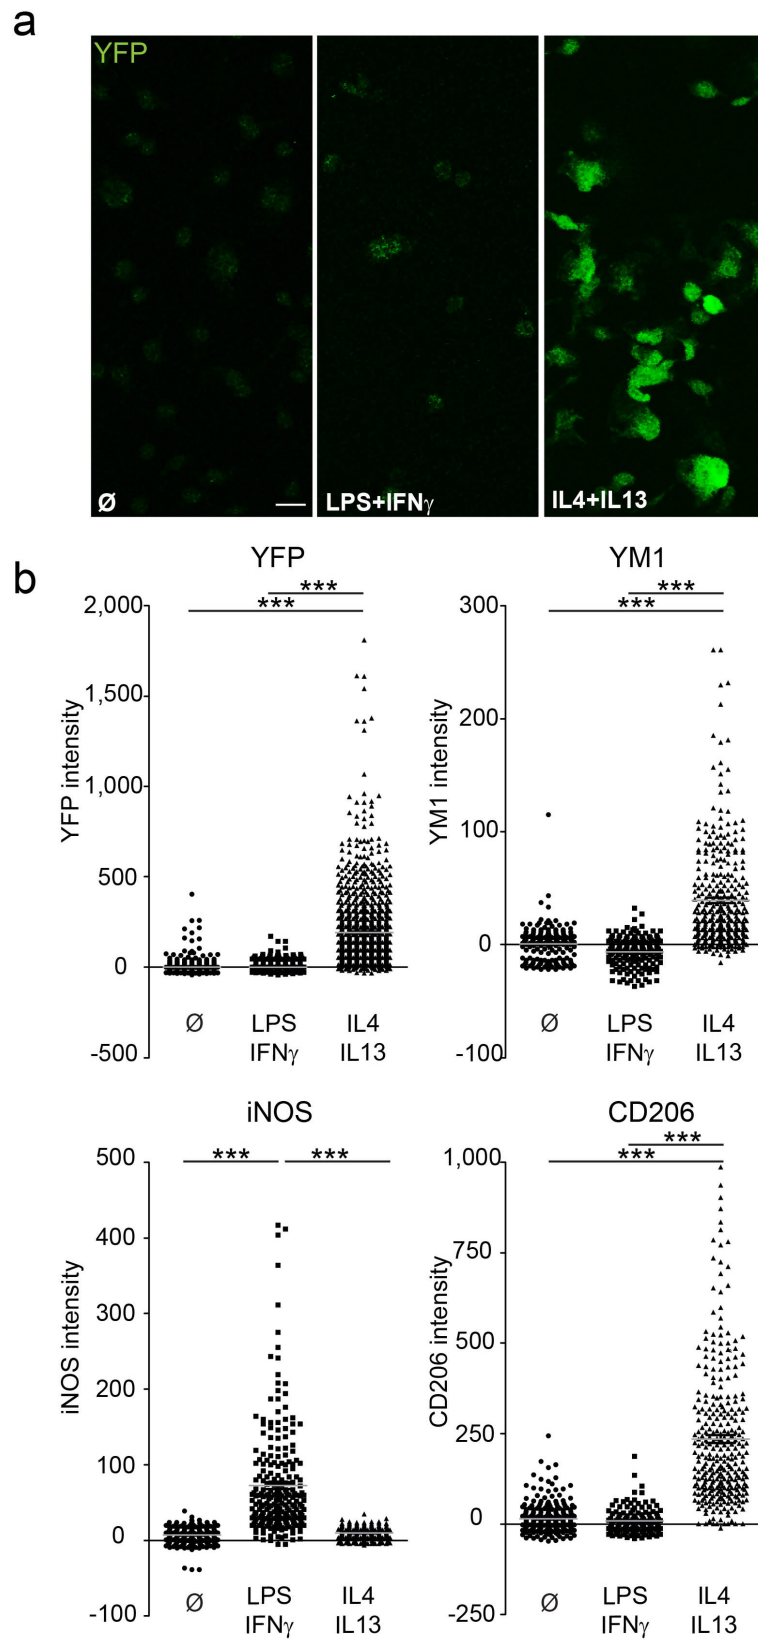 a
YFP
Ø
LPS+IFNγ
IL4+IL13
b
YFP
***
***
2,000
1,500
1,000
500
0
-500
YFP intensity
Ø
LPS
IFNγ
IL4
IL13
YM1
***
***
300
200
100
0
-100
YM1 intensity
Ø
LPS
IFNγ
IL4
IL13
iNOS
***
***
500
400
300
200
100
0
-100
iNOS intensity
Ø
LPS
IFNγ
IL4
IL13
CD206
***
***
1,000
750
500
250
0
-250
CD206 intensity
Ø
LPS
IFNγ
IL4
IL13